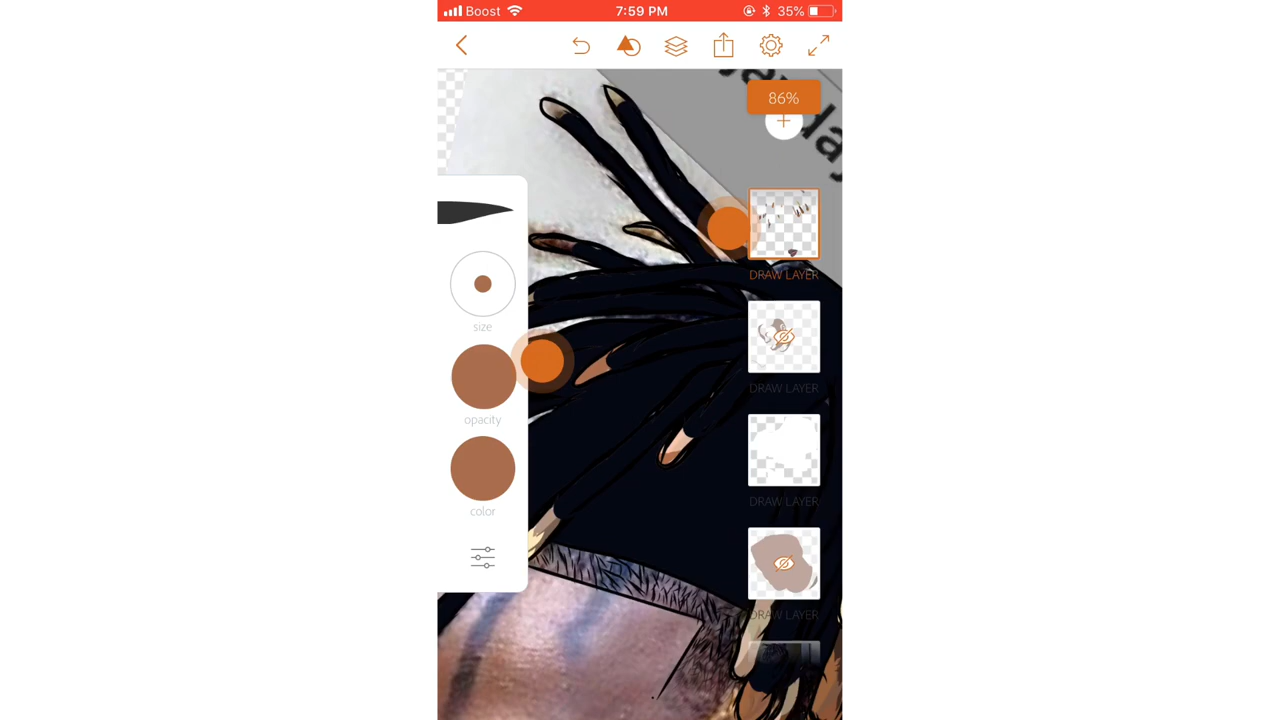 Boost 7:59 PM 35%
86%
size
opacity
color
DRAW LAYER
DRAW LAYER
DRAW LAYER
DRAW LAYER